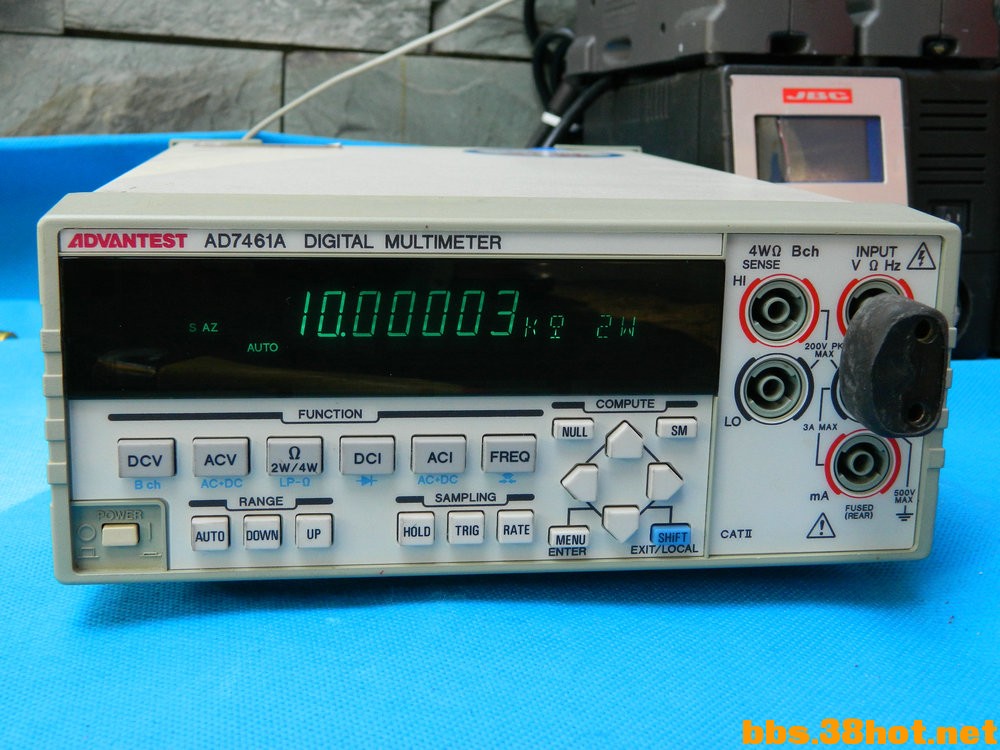 JBC
ADVANTEST AD7461A DIGITAL MULTIMETER
S AZ
AUTO
10.00003 kΩ 2W
4WΩ Bch
SENSE
HI
LO
INPUT
V Ω Hz
200V PK
MAX
3A MAX
mA
FUSED
(REAR)
500V
MAX
CAT II
FUNCTION
DCV ACV Ω 2W/4W DCI ACI FREQ
B ch AC+DC LP-Ω AC+DC
RANGE
AUTO DOWN UP
SAMPLING
HOLD TRIG RATE
COMPUTE
NULL SM
MENU SHIFT
ENTER EXIT/LOCAL
POWER
bbs.38hot.net